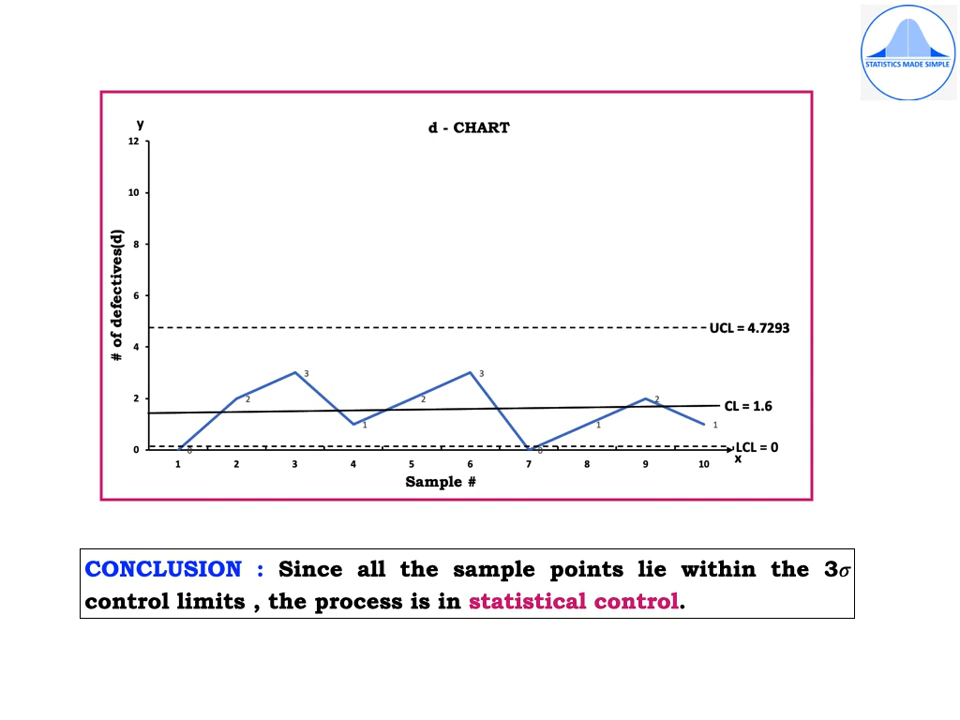 STATISTICS MADE SIMPLE
y
d - CHART
12
10
8
6
4
2
0
# of defectives(d)
UCL = 4.7293
CL = 1.6
LCL = 0
x
0
2
3
1
2
3
0
1
2
1
1 2 3 4 5 6 7 8 9 10
Sample #
CONCLUSION : Since all the sample points lie within the 3σ
control limits , the process is in statistical control.